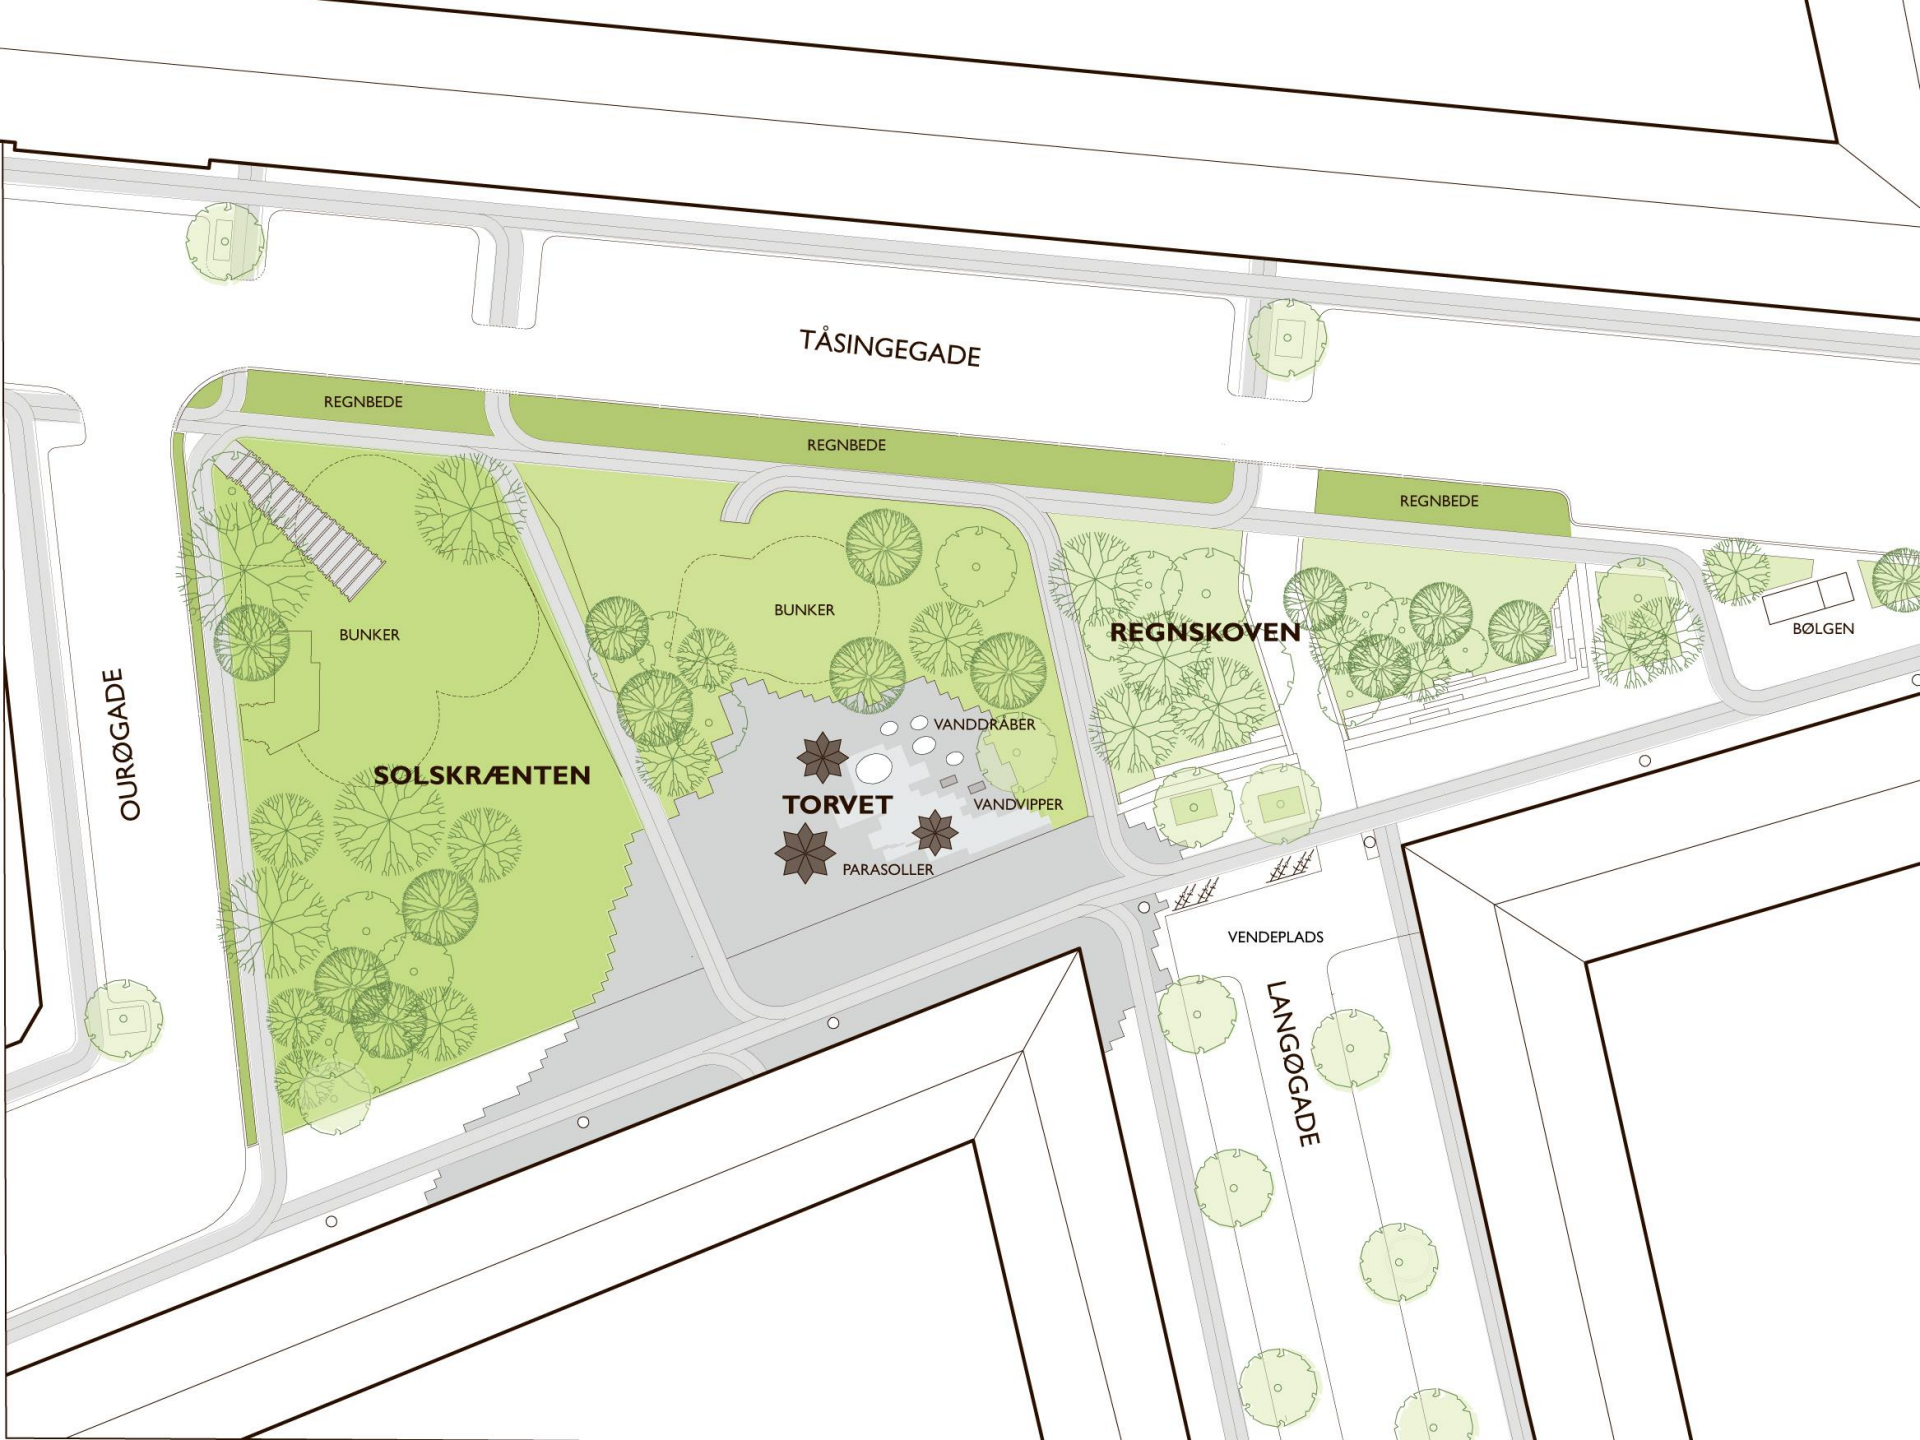 TÅSINGEGADE
REGNBEDE
REGNBEDE
REGNBEDE
BUNKER
BUNKER
REGNSKOVEN
BØLGEN
OURØGADE
SOLSKRÆNTEN
VANDDRÅBER
TORVET
VANDVIPPER
PARASOLLER
VENDEPLADS
LANGØGADE